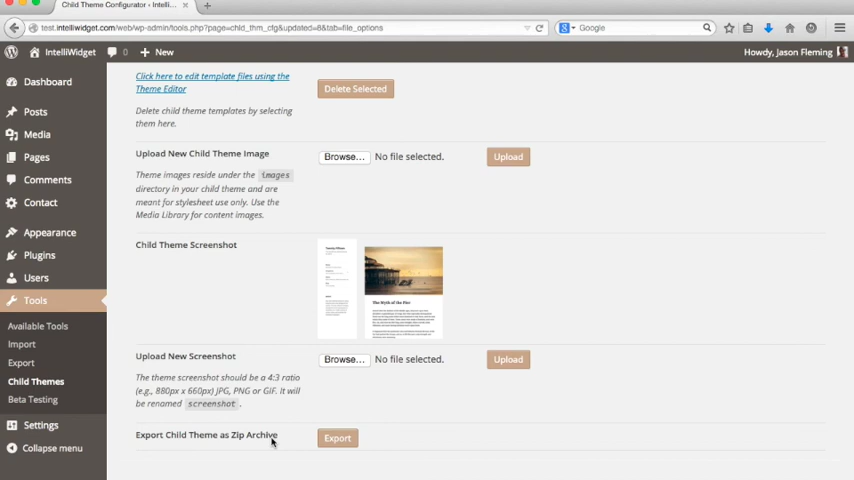 Child Theme Configurator ‹ Intelli...
test.intelliwidget.com/web/wp-admin/tools.php?page=chld_thm_cfg&updated=8&tab=file_options
Google
IntelliWidget 0 + New
Howdy, Jason Fleming
Dashboard
Posts
Media
Pages
Comments
Contact
Appearance
Plugins
Users
Tools
Available Tools
Import
Export
Child Themes
Beta Testing
Settings
Collapse menu
Click here to edit template files using the
Theme Editor
Delete Selected
Delete child theme templates by selecting
them here.
Upload New Child Theme Image
Browse... No file selected.
Upload
Theme images reside under the images
directory in your child theme and are
meant for stylesheet use only. Use the
Media Library for content images.
Child Theme Screenshot
The Myth of the Pier
Upload New Screenshot
Browse... No file selected.
Upload
The theme screenshot should be a 4:3 ratio
(e.g., 880px x 660px) JPG, PNG or GIF. It will
be renamed screenshot.
Export Child Theme as Zip Archive
Export